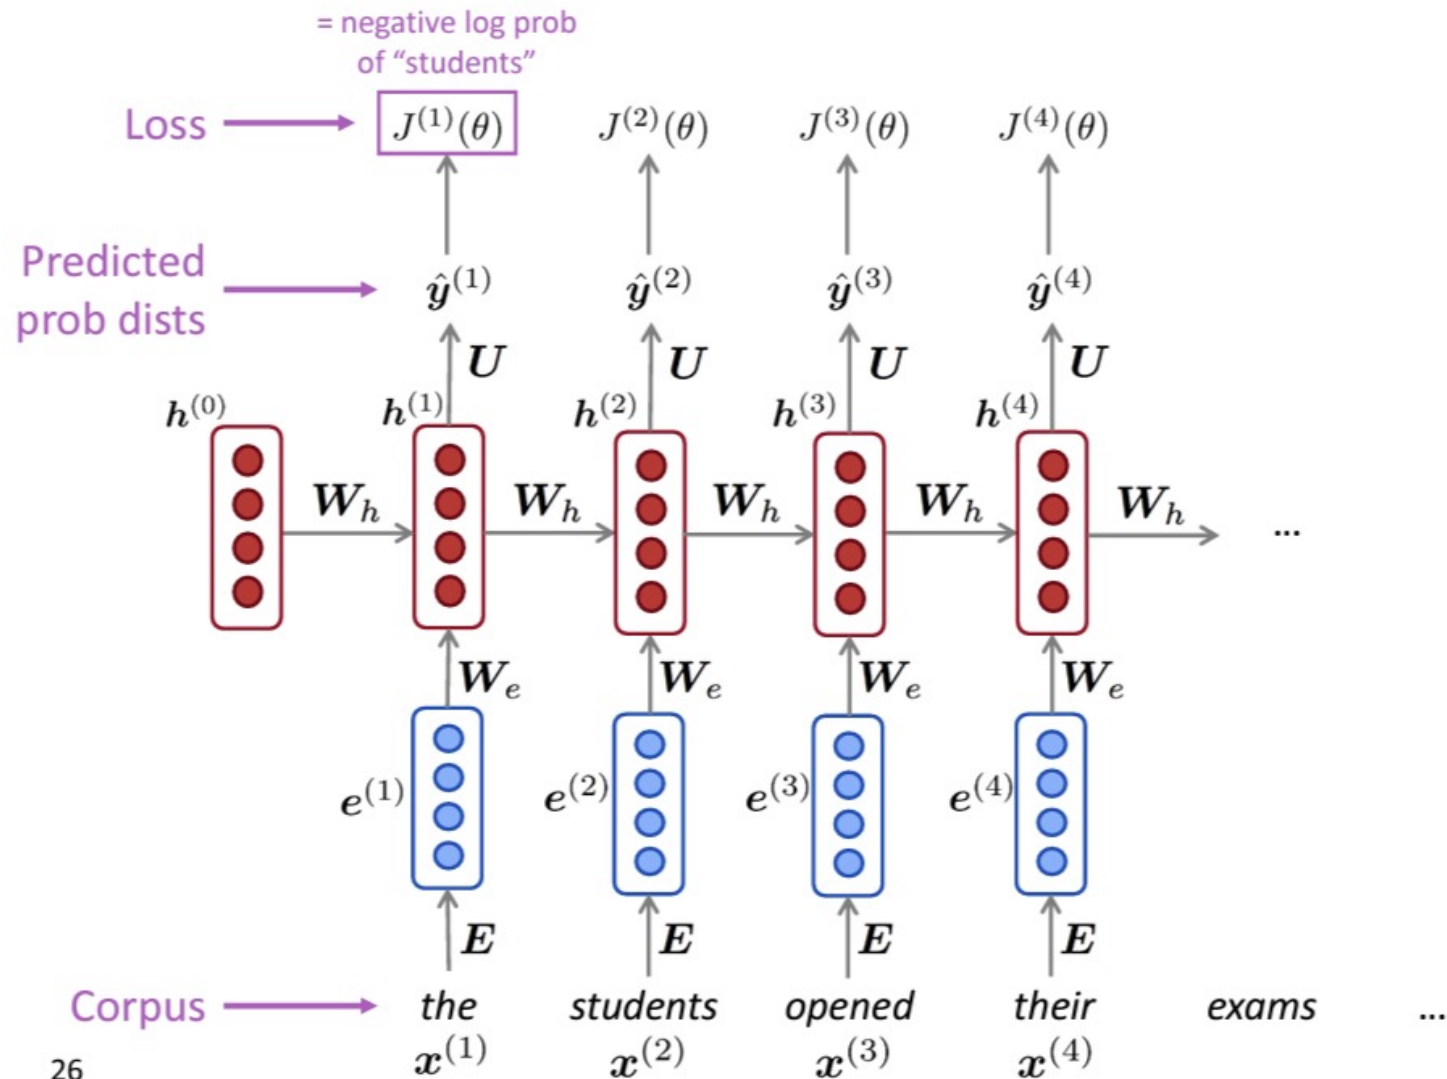 = negative log prob
of “students”
Loss J⁽¹⁾(θ) J⁽²⁾(θ) J⁽³⁾(θ) J⁽⁴⁾(θ)
Predicted
prob dists
ŷ⁽¹⁾ ŷ⁽²⁾ ŷ⁽³⁾ ŷ⁽⁴⁾
U U U U
h⁽⁰⁾ h⁽¹⁾ h⁽²⁾ h⁽³⁾ h⁽⁴⁾
Wₕ Wₕ Wₕ Wₕ Wₕ ...
Wₑ Wₑ Wₑ Wₑ
e⁽¹⁾ e⁽²⁾ e⁽³⁾ e⁽⁴⁾
E E E E
Corpus the students opened their exams ...
x⁽¹⁾ x⁽²⁾ x⁽³⁾ x⁽⁴⁾
26